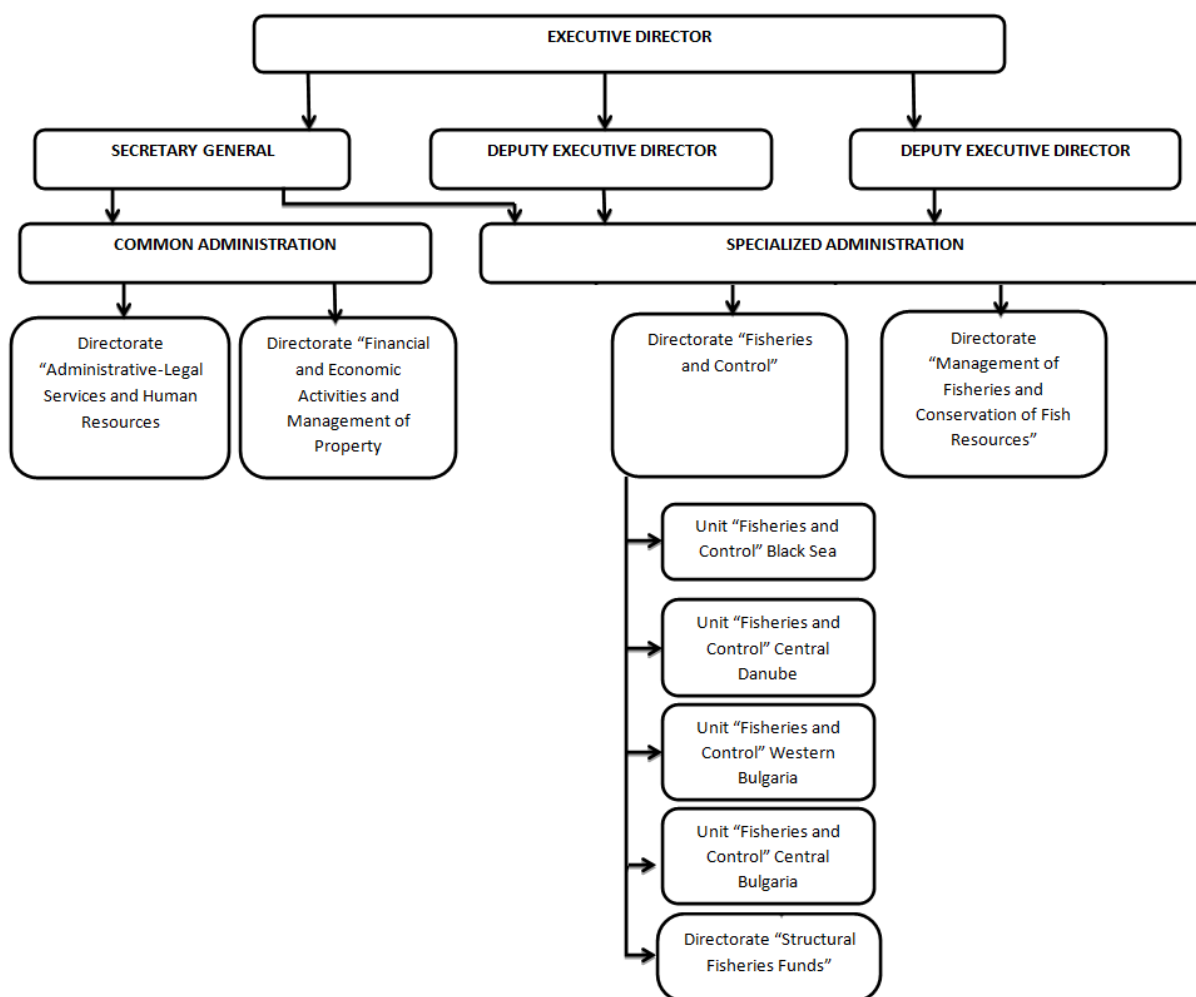 EXECUTIVE DIRECTOR
SECRETARY GENERAL
DEPUTY EXECUTIVE DIRECTOR
DEPUTY EXECUTIVE DIRECTOR
COMMON ADMINISTRATION
SPECIALIZED ADMINISTRATION
Directorate
“Administrative-Legal
Services and Human
Resources
Directorate “Financial
and Economic
Activities and
Management of
Property
Directorate “Fisheries
and Control”
Directorate
“Management of
Fisheries and
Conservation of Fish
Resources”
Unit “Fisheries and
Control” Black Sea
Unit “Fisheries and
Control” Central
Danube
Unit “Fisheries and
Control” Western
Bulgaria
Unit “Fisheries and
Control” Central
Bulgaria
Directorate “Structural
Fisheries Funds”